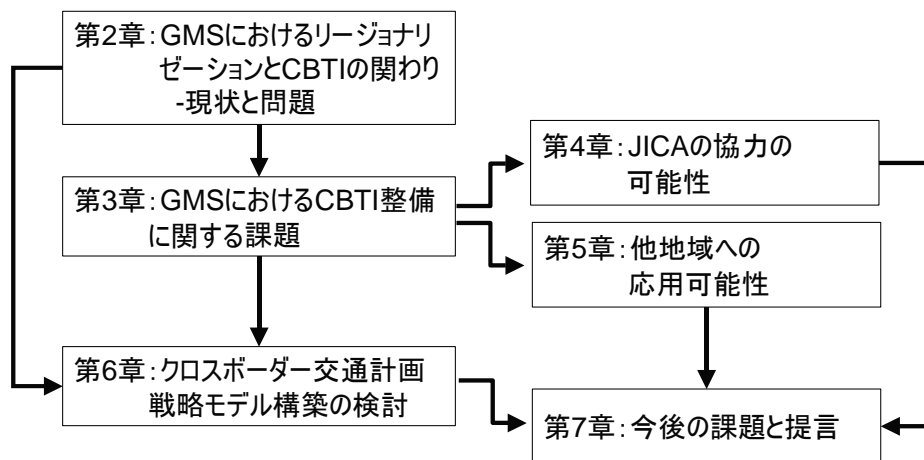 第2章：GMSにおけるリージョナリ
ゼーションとCBTIの関わり
-現状と問題
第3章：GMSにおけるCBTI整備
に関する課題
第4章：JICAの協力の
可能性
第5章：他地域への
応用可能性
第6章：クロスボーダー交通計画
戦略モデル構築の検討
第7章：今後の課題と提言